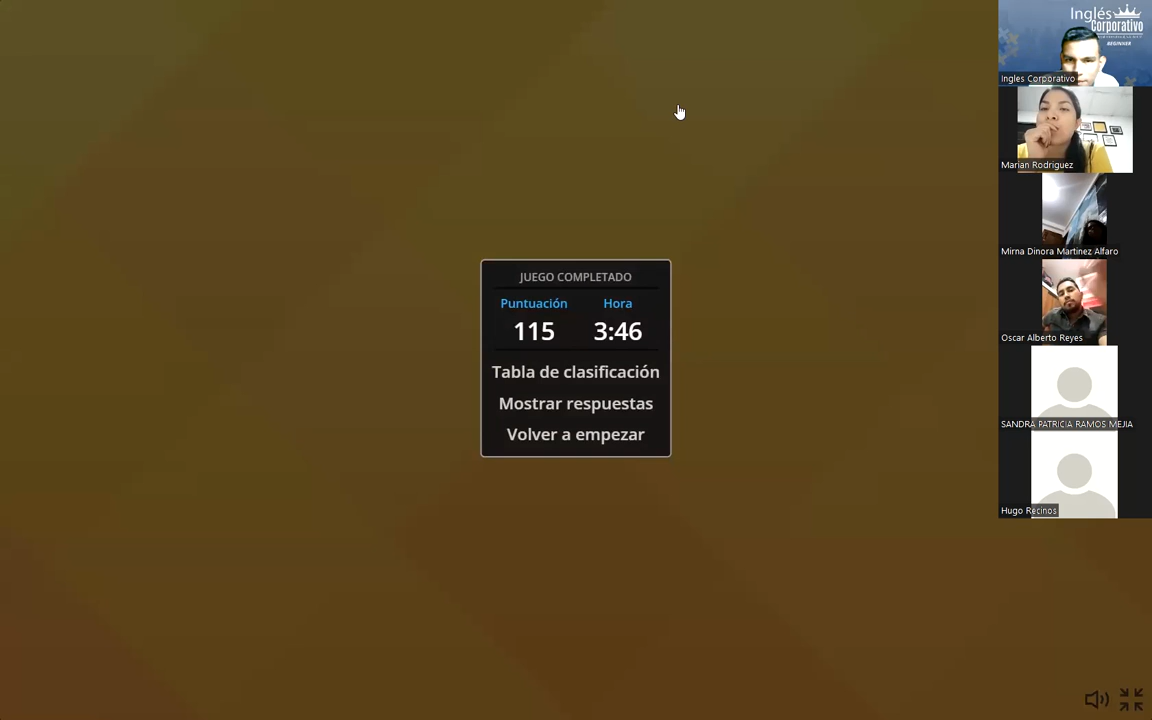 JUEGO COMPLETADO
Puntuación Hora
115 3:46
Tabla de clasificación
Mostrar respuestas
Volver a empezar
Inglés
Corporativo
BEGINNER
Ingles Corporativo
Marian Rodriguez
Mirna Dinora Martinez Alfaro
Oscar Alberto Reyes
SANDRA PATRICIA RAMOS MEJIA
Hugo Recinos